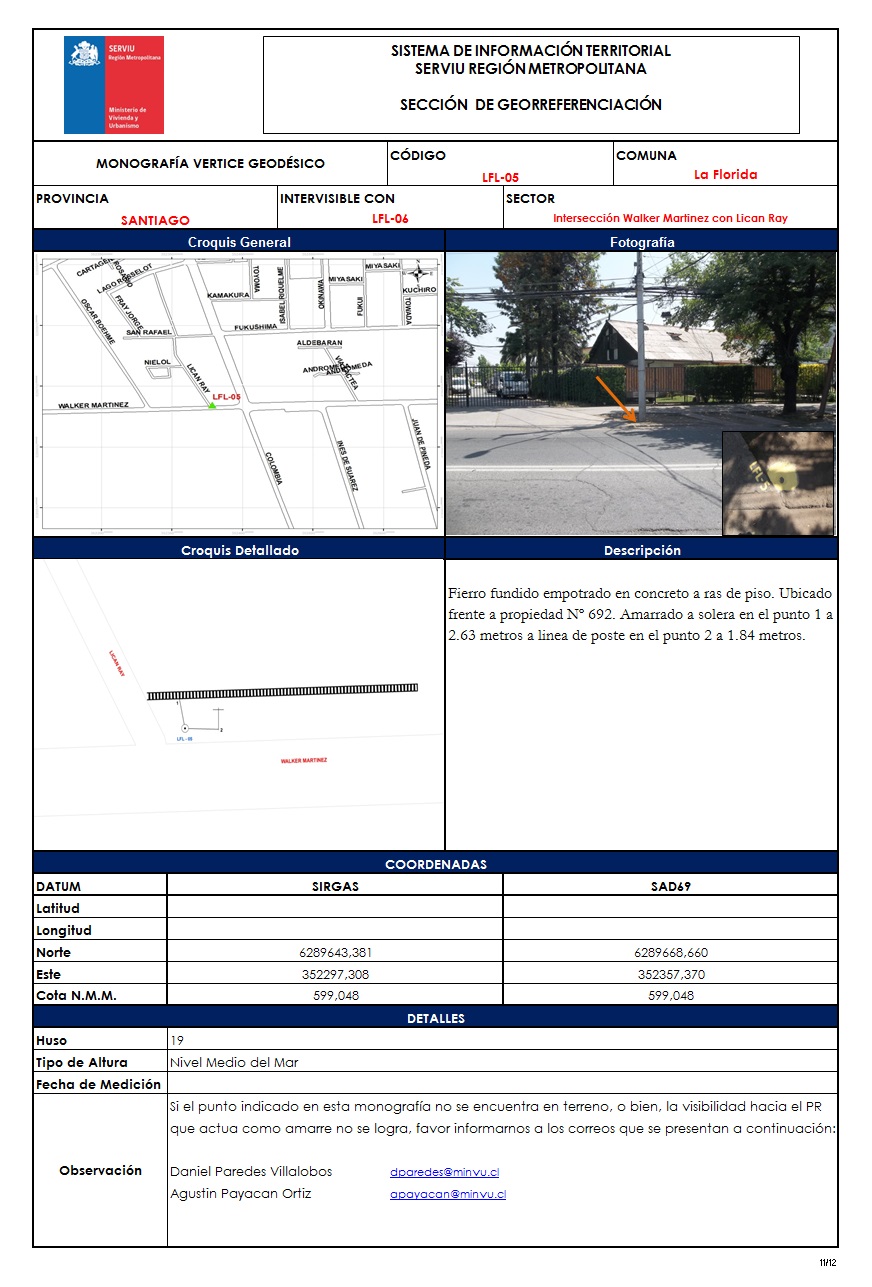 SERVIU
Región Metropolitana
Ministerio de
Vivienda y
Urbanismo
SISTEMA DE INFORMACIÓN TERRITORIAL
SERVIU REGIÓN METROPOLITANA
SECCIÓN DE GEORREFERENCIACIÓN
MONOGRAFÍA VERTICE GEODÉSICO
CÓDIGO
LFL-05
COMUNA
La Florida
PROVINCIA
SANTIAGO
INTERVISIBLE CON
LFL-06
SECTOR
Intersección Walker Martinez con Lican Ray
Croquis General
Fotografía
LAGO ROSSELOT
OSCAR BOEHME
FRAY JORGE
SAN RAFAEL
NIELOL
LICAN RAY
LFL-05
WALKER MARTINEZ
KAMAKURA
TOYOMA
ISABEL RIQUELME
FUKUSHIMA
OKINAWA
MIYASAKI
MIYASAKI
FUKUI
KUCHIRO
TOWADA
ALDEBARAN
ANDROMEDA
ANDROMEDA
COLOMBIA
INES DE SUAREZ
JUAN DE PINEDA
LFL-5
Croquis Detallado
Descripción
LICAN RAY
1
2
WALKER MARTINEZ
Fierro fundido empotrado en concreto a ras de piso. Ubicado
frente a propiedad N° 692. Amarrado a solera en el punto 1 a
2.63 metros a linea de poste en el punto 2 a 1.84 metros.
COORDENADAS
DATUM SIRGAS SAD69
Latitud
Longitud
Norte 6289643,381 6289668,660
Este 352297,308 352357,370
Cota N.M.M. 599,048 599,048
DETALLES
Huso 19
Tipo de Altura Nivel Medio del Mar
Fecha de Medición
Observación
Si el punto indicado en esta monografía no se encuentra en terreno, o bien, la visibilidad hacia el PR
que actua como amarre no se logra, favor informarnos a los correos que se presentan a continuación:
Daniel Paredes Villalobos dparedes@minvu.cl
Agustin Payacan Ortiz apayacan@minvu.cl
11/12